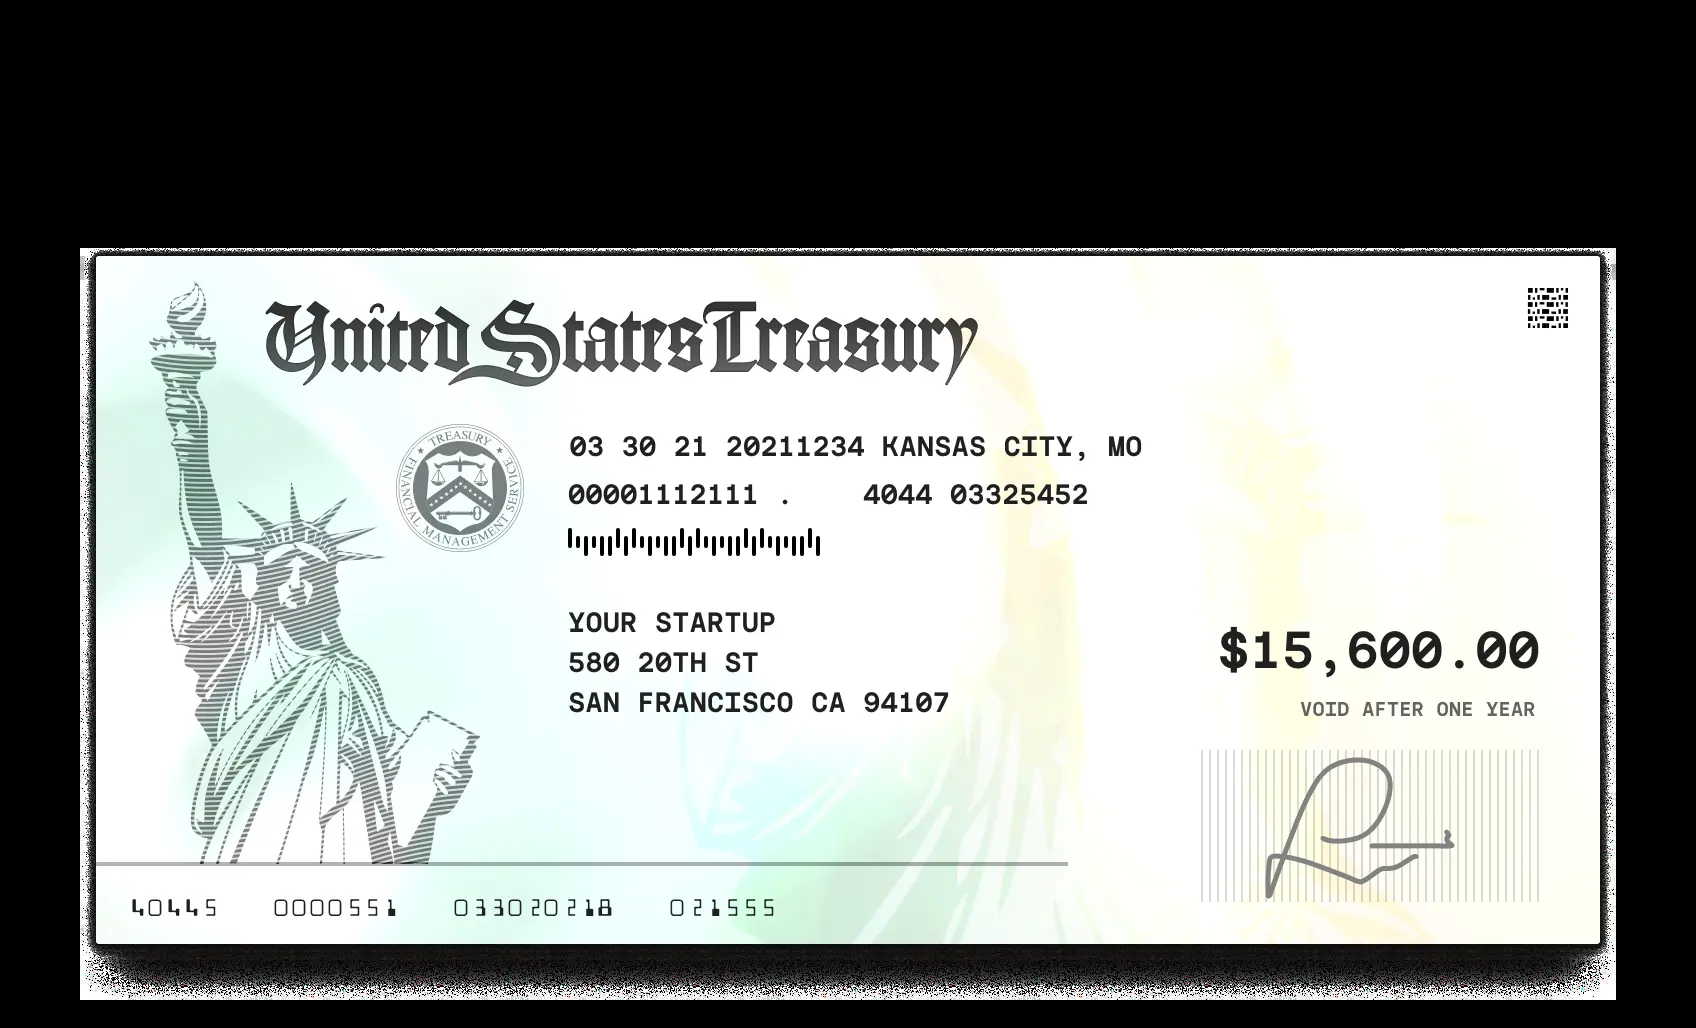 United States Treasury
TREASURY
FINANCIAL MANAGEMENT SERVICE
03 30 21 20211234 KANSAS CITY, MO
00001112111 . 4044 03325452
YOUR STARTUP
580 20TH ST
SAN FRANCISCO CA 94107
$15,600.00
VOID AFTER ONE YEAR
40445 0000551 033020218 021555